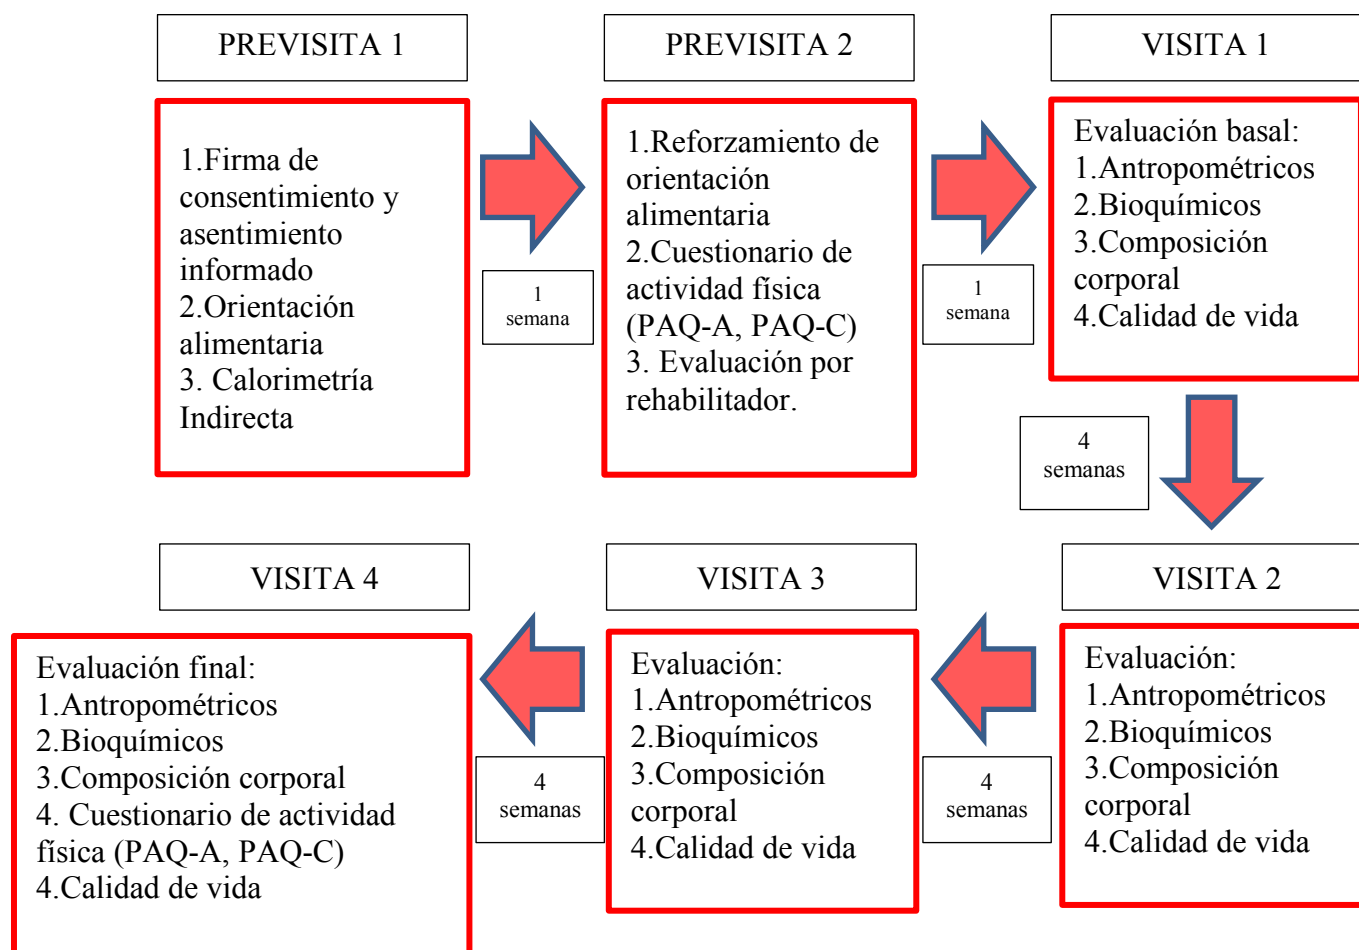 PREVISITA 1
PREVISITA 2
VISITA 1
1.Firma de
consentimiento y
asentimiento
informado
2.Orientación
alimentaria
3. Calorimetría
Indirecta
1
semana
1.Reforzamiento de
orientación
alimentaria
2.Cuestionario de
actividad física
(PAQ-A, PAQ-C)
3. Evaluación por
rehabilitador.
1
semana
Evaluación basal:
1.Antropométricos
2.Bioquímicos
3.Composición
corporal
4.Calidad de vida
4
semanas
VISITA 4
VISITA 3
VISITA 2
Evaluación final:
1.Antropométricos
2.Bioquímicos
3.Composición corporal
4. Cuestionario de actividad
física (PAQ-A, PAQ-C)
4.Calidad de vida
4
semanas
Evaluación:
1.Antropométricos
2.Bioquímicos
3.Composición
corporal
4.Calidad de vida
4
semanas
Evaluación:
1.Antropométricos
2.Bioquímicos
3.Composición
corporal
4.Calidad de vida